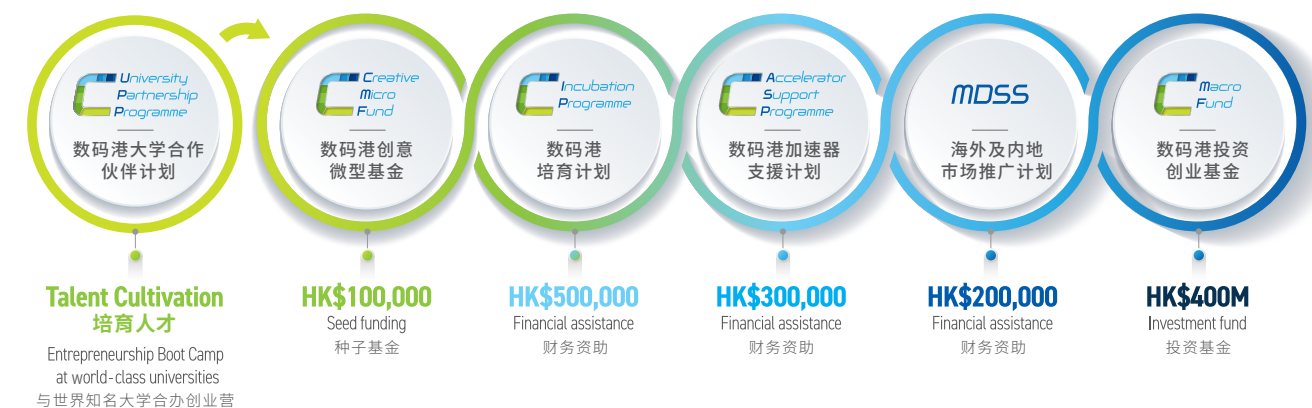 University
Partnership
Programme
数码港大学合作
伙伴计划
Talent Cultivation
培育人才
Entrepreneurship Boot Camp
at world-class universities
与世界知名大学合办创业营
Creative
Micro
Fund
数码港创意
微型基金
HK$100,000
Seed funding
种子基金
Incubation
Programme
数码港
培育计划
HK$500,000
Financial assistance
财务资助
Accelerator
Support
Programme
数码港加速器
支援计划
HK$300,000
Financial assistance
财务资助
MDSS
海外及内地
市场推广计划
HK$200,000
Financial assistance
财务资助
Macro
Fund
数码港投资
创业基金
HK$400M
Investment fund
投资基金